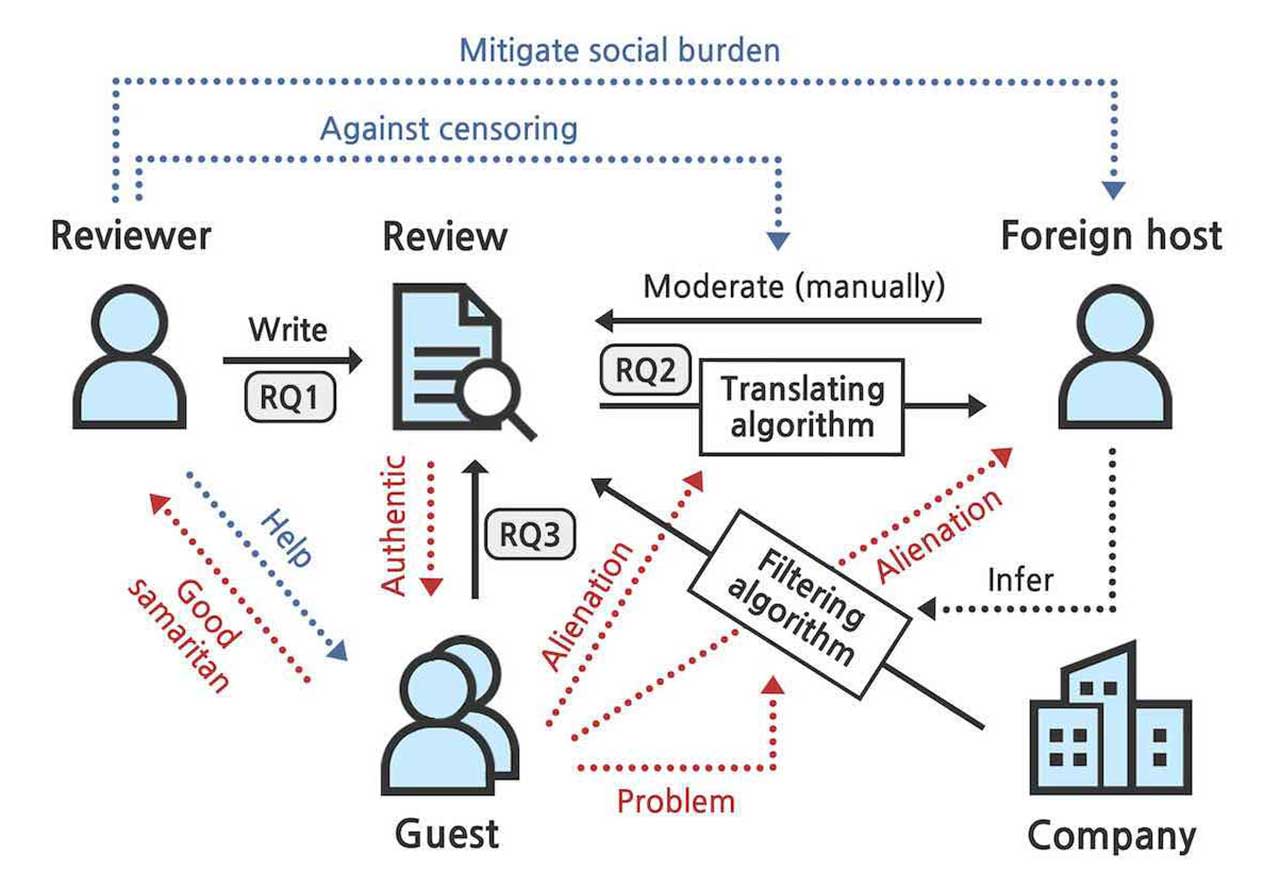 Mitigate social burden
Against censoring
Reviewer
Review
Foreign host
Moderate (manually)
Write
RQ1
RQ2
Translating
algorithm
Authentic
RQ3
Help
Good
samaritan
Alienation
Filtering
algorithm
Alienation
Infer
Problem
Guest
Company